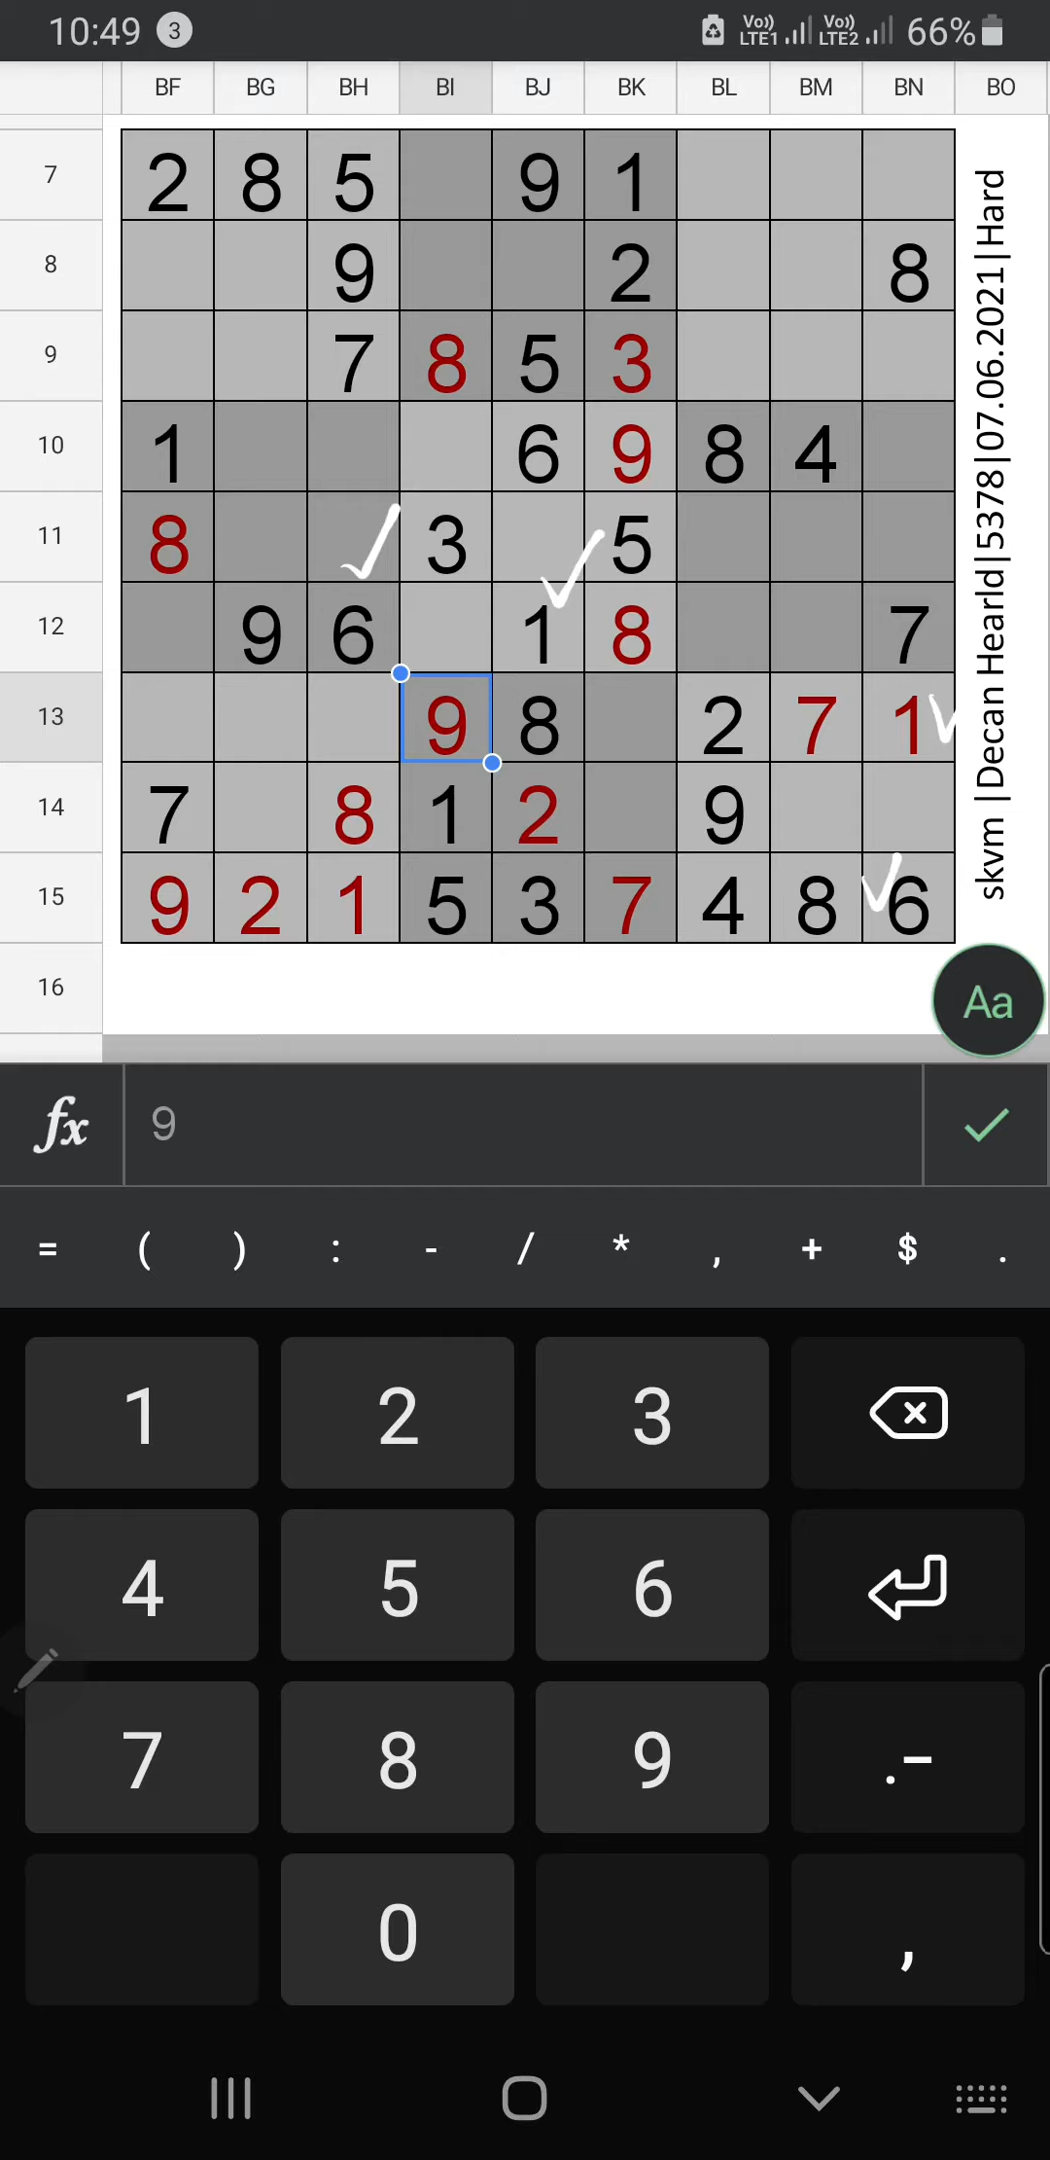 10:49 3 Vo)) LTE1 Vo)) LTE2 66%
BF BG BH BI BJ BK BL BM BN BO
7 2 8 5 9 1
8 9 2 8
9 7 8 5 3
10 1 6 9 8 4
11 8 3 5
12 9 6 1 8 7
13 9 8 2 7 1
14 7 8 1 2 9
15 9 2 1 5 3 7 4 8 6
16
skvm |Decan Hearld|5378|07.06.2021|Hard
Aa
fx 9
= ( ) : - / * , + $ .
1 2 3
4 5 6
7 8 9 .-
0 ,